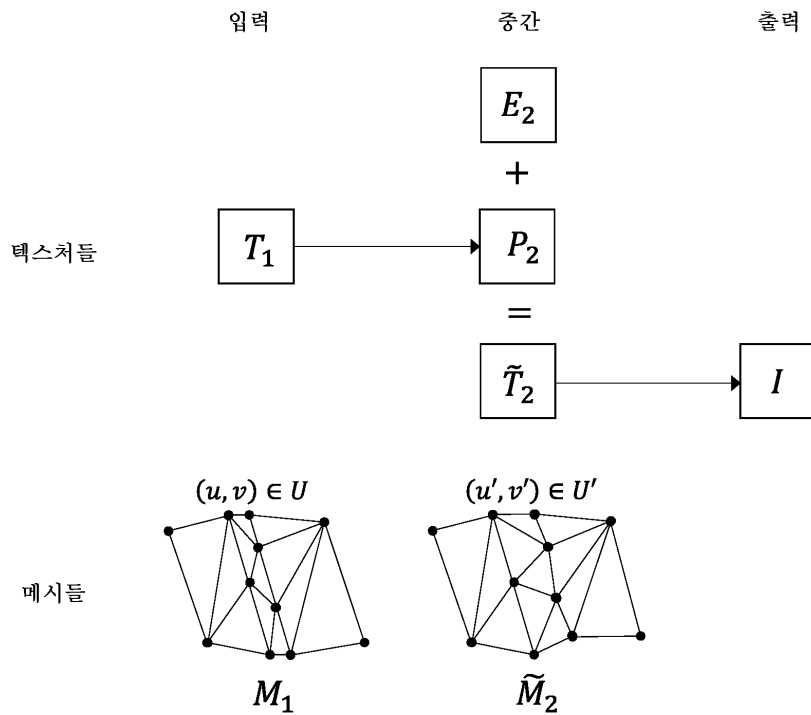 입력 중간 출력
E₂
+
텍스처들 T₁ P₂
=
T̃₂ I
(u, v) ∈ U (u′, v′) ∈ U′
메시들
M₁ M̃₂